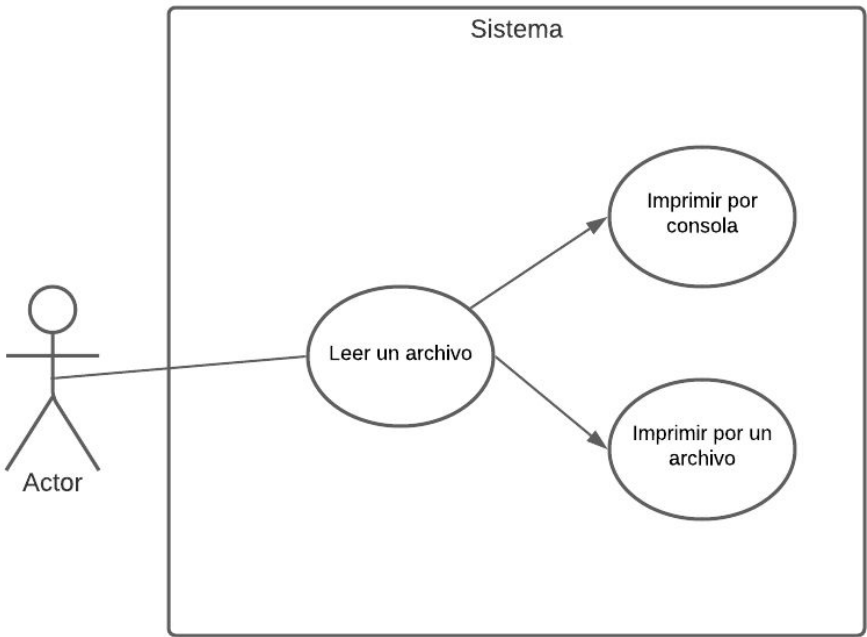 Sistema
Imprimir por
consola
Leer un archivo
Imprimir por un
archivo
Actor